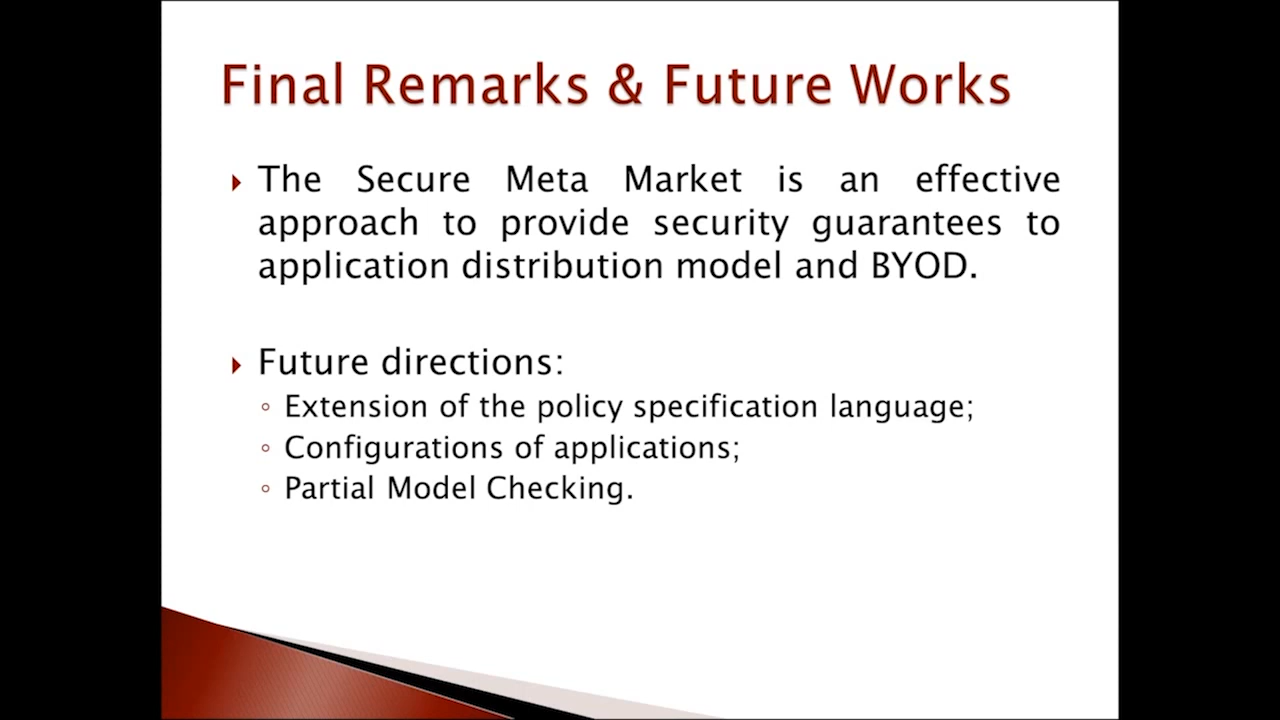 Final Remarks & Future Works
The Secure Meta Market is an effective
approach to provide security guarantees to
application distribution model and BYOD.
Future directions:
Extension of the policy specification language;
Configurations of applications;
Partial Model Checking.